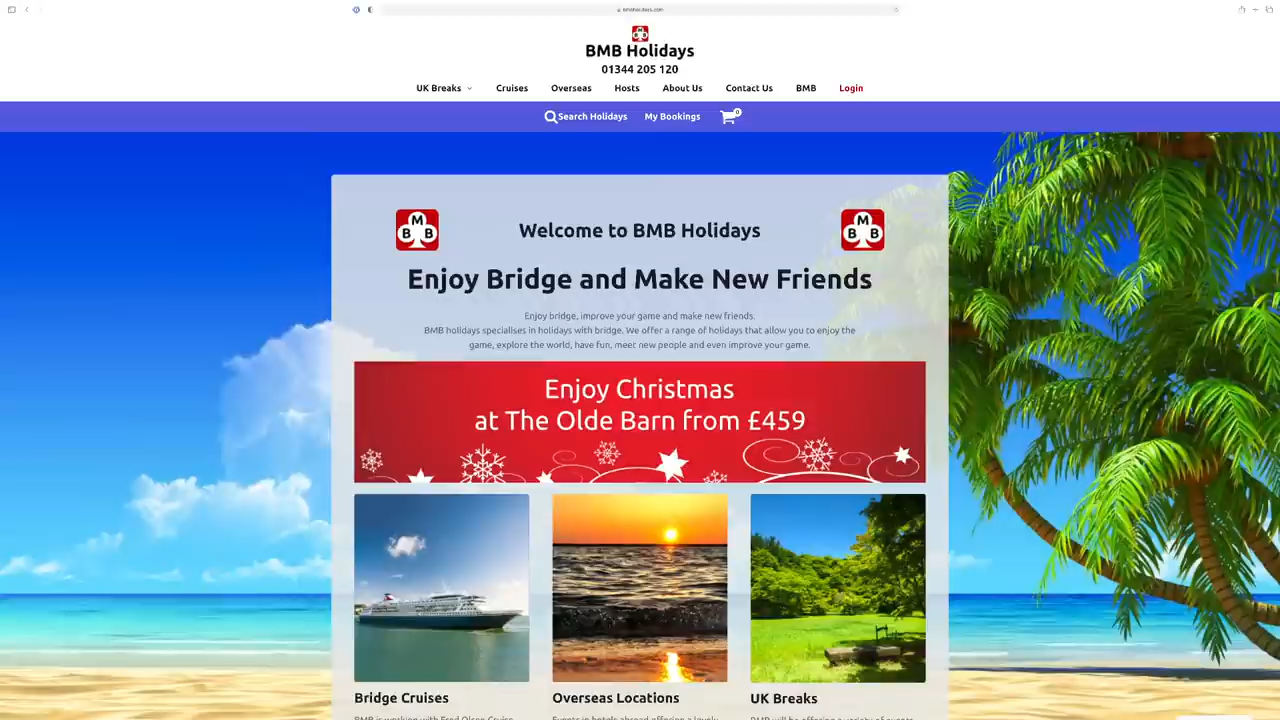 bmbholidays.com
M
B B
BMB Holidays
01344 205 120
UK Breaks Cruises Overseas Hosts About Us Contact Us BMB Login
Search Holidays My Bookings 0
M
B B
Welcome to BMB Holidays
M
B B
Enjoy Bridge and Make New Friends
Enjoy bridge, improve your game and make new friends.
BMB holidays specialises in holidays with bridge. We offer a range of holidays that allow you to enjoy the
game, explore the world, have fun, meet new people and even improve your game.
Enjoy Christmas
at The Olde Barn from £459
Bridge Cruises
Overseas Locations
UK Breaks